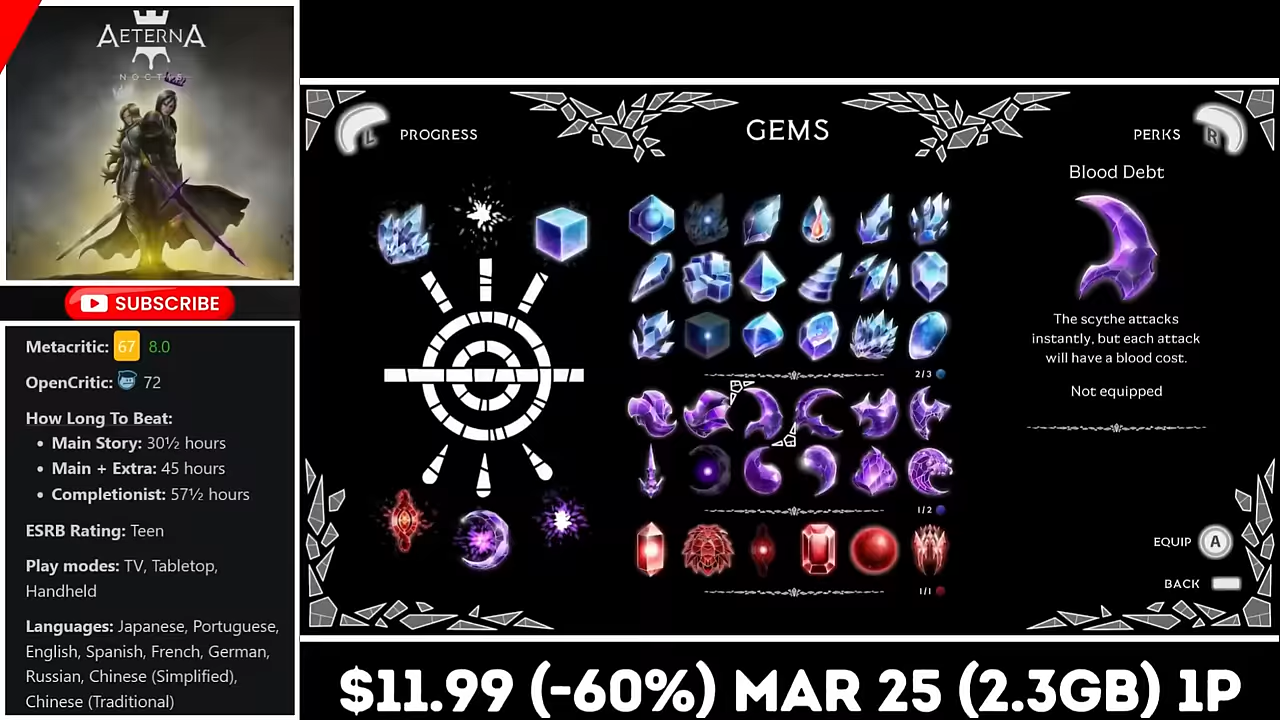 AETERNA
NOCTIS
SUBSCRIBE
Metacritic: 67 8.0
OpenCritic: 72
How Long To Beat:
• Main Story: 30½ hours
• Main + Extra: 45 hours
• Completionist: 57½ hours
ESRB Rating: Teen
Play modes: TV, Tabletop,
Handheld
Languages: Japanese, Portuguese,
English, Spanish, French, German,
Russian, Chinese (Simplified),
Chinese (Traditional)
L PROGRESS
GEMS
PERKS R
2/3
1/2
1/1
Blood Debt
The scythe attacks
instantly, but each attack
will have a blood cost.
Not equipped
EQUIP A
BACK
$11.99 (-60%) MAR 25 (2.3GB) 1P